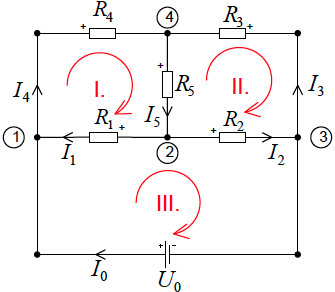 R4 4 R3
I. II.
I4 R5 I3
I5
1 R1 R2 3
I1 2 I2
III.
I0 U0